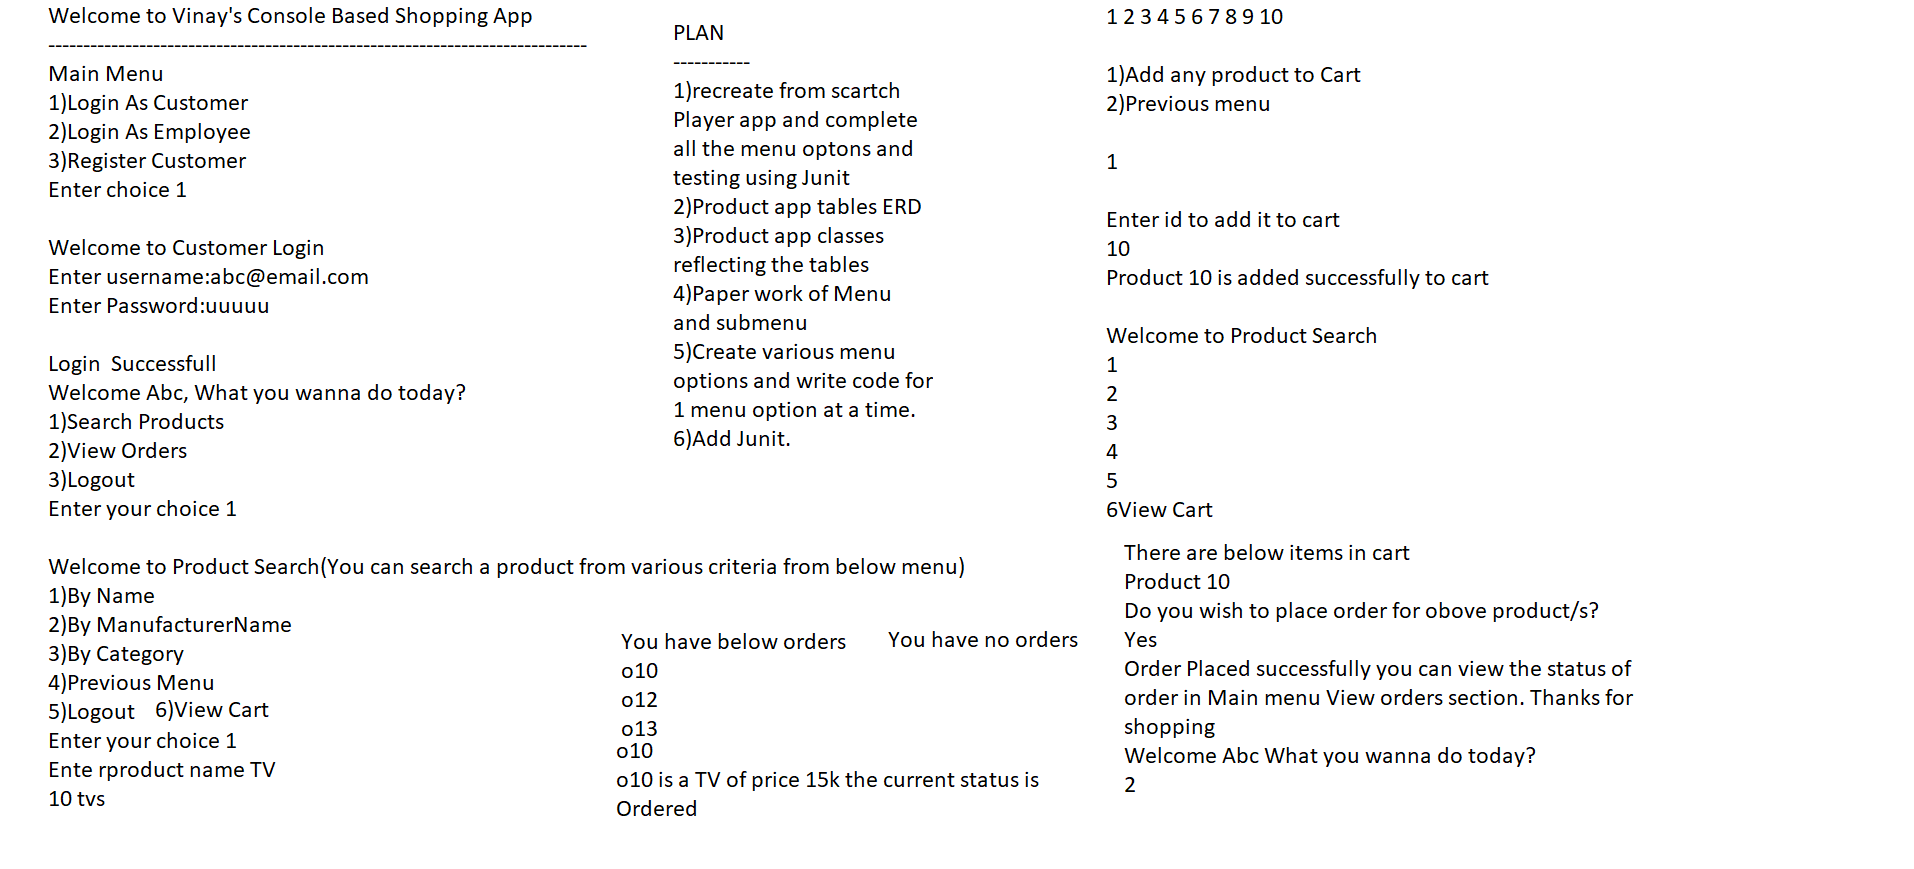 Welcome to Vinay's Console Based Shopping App
-----------------------------------------------------------------------------
Main Menu
1)Login As Customer
2)Login As Employee
3)Register Customer
Enter choice 1
Welcome to Customer Login
Enter username:abc@email.com
Enter Password:uuuuu
Login  Successfull
Welcome Abc, What you wanna do today?
1)Search Products
2)View Orders
3)Logout
Enter your choice 1
Welcome to Product Search(You can search a product from various criteria from below menu)
1)By Name
2)By ManufacturerName
3)By Category
4)Previous Menu
5)Logout 6)View Cart
Enter your choice 1
Ente rproduct name TV
10 tvs
PLAN
-----------
1)recreate from scartch
Player app and complete
all the menu optons and
testing using Junit
2)Product app tables ERD
3)Product app classes
reflecting the tables
4)Paper work of Menu
and submenu
5)Create various menu
options and write code for
1 menu option at a time.
6)Add Junit.
You have below orders
o10
o12
o13
o10
o10 is a TV of price 15k the current status is
Ordered
You have no orders
1 2 3 4 5 6 7 8 9 10
1)Add any product to Cart
2)Previous menu
1
Enter id to add it to cart
10
Product 10 is added successfully to cart
Welcome to Product Search
1
2
3
4
5
6View Cart
There are below items in cart
Product 10
Do you wish to place order for obove product/s?
Yes
Order Placed successfully you can view the status of
order in Main menu View orders section. Thanks for
shopping
Welcome Abc What you wanna do today?
2